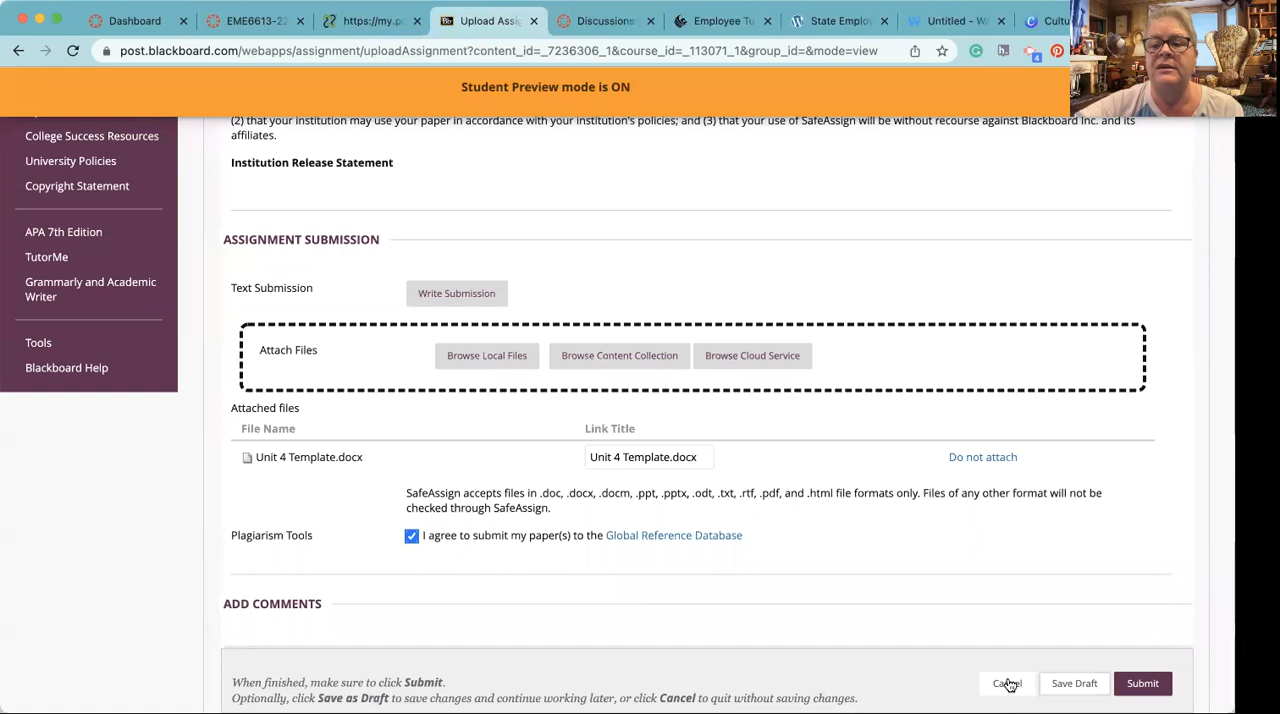 Dashboard
EME6613-22
https://my.p
Upload Assig
Discussions
Employee Tu
State Employ
Untitled - W
Cultu
post.blackboard.com/webapps/assignment/uploadAssignment?content_id=_7236306_1&course_id=_113071_1&group_id=&mode=view
4
Student Preview mode is ON
College Success Resources
University Policies
Copyright Statement
APA 7th Edition
TutorMe
Grammarly and Academic
Writer
Tools
Blackboard Help
(2) that your institution may use your paper in accordance with your institution's policies; and (3) that your use of SafeAssign will be without recourse against Blackboard Inc. and its
affiliates.
Institution Release Statement
ASSIGNMENT SUBMISSION
Text Submission
Write Submission
Attach Files
Browse Local Files
Browse Content Collection
Browse Cloud Service
Attached files
File Name
Link Title
Unit 4 Template.docx
Unit 4 Template.docx
Do not attach
SafeAssign accepts files in .doc, .docx, .docm, .ppt, .pptx, .odt, .txt, .rtf, .pdf, and .html file formats only. Files of any other format will not be
checked through SafeAssign.
Plagiarism Tools
I agree to submit my paper(s) to the Global Reference Database
ADD COMMENTS
When finished, make sure to click Submit.
Optionally, click Save as Draft to save changes and continue working later, or click Cancel to quit without saving changes.
Cancel
Save Draft
Submit